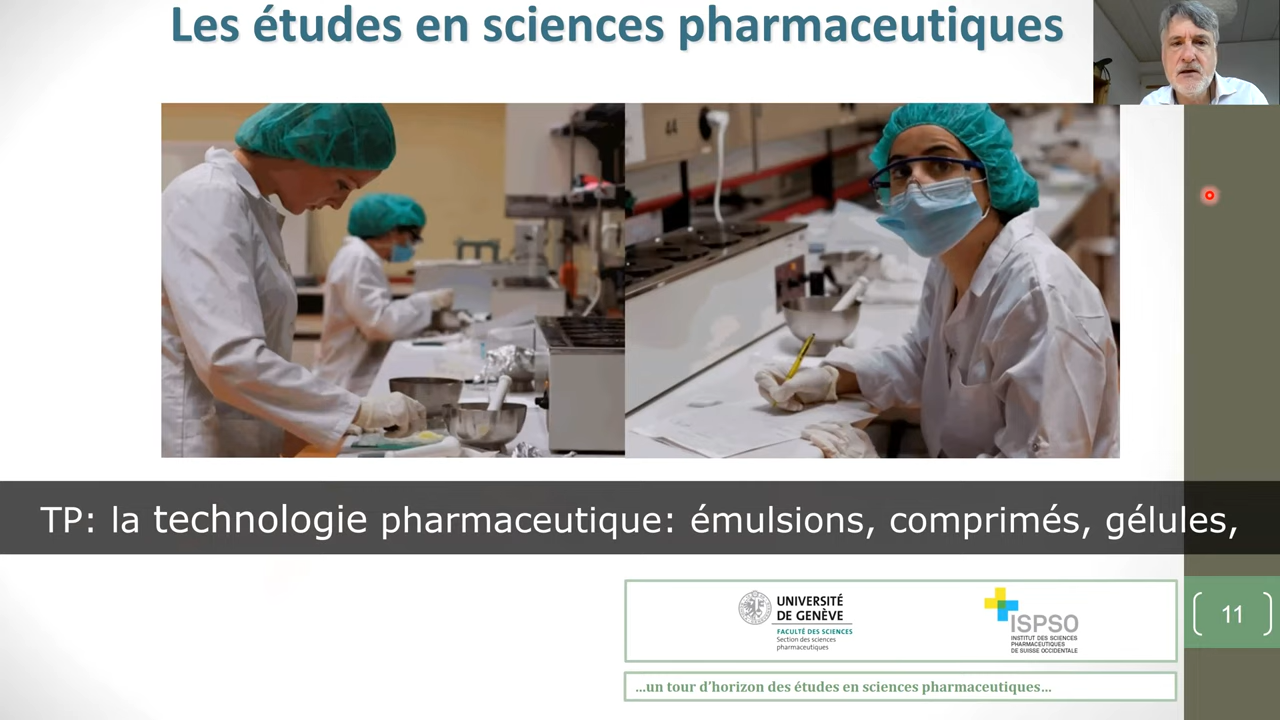 Les études en sciences pharmaceutiques
44
TP: la technologie pharmaceutique: émulsions, comprimés, gélules,
UNIVERSITÉ
DE GENÈVE
FACULTÉ DES SCIENCES
Section des sciences
pharmaceutiques
ISPSO
INSTITUT DES SCIENCES
PHARMACEUTIQUES
DE SUISSE OCCIDENTALE
11
...un tour d'horizon des études en sciences pharmaceutiques...